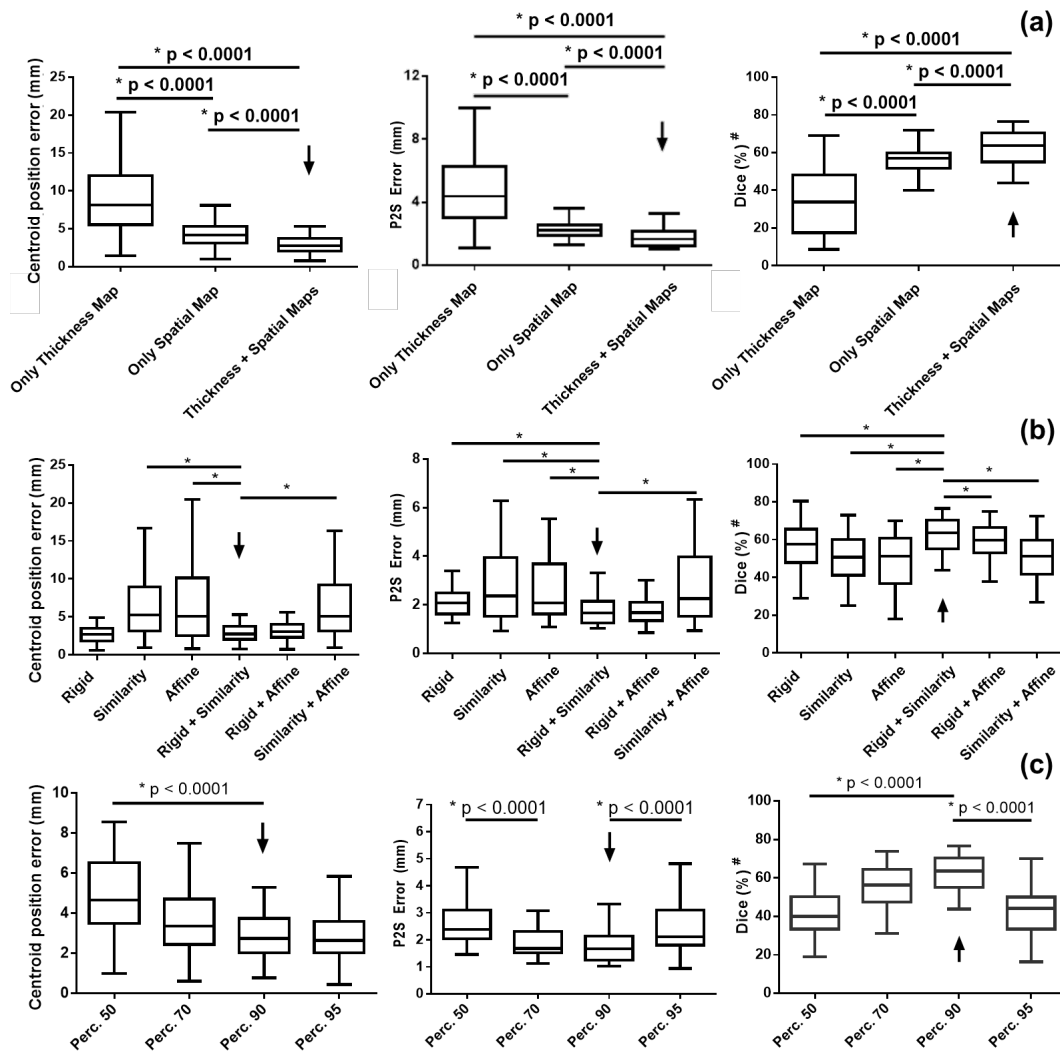 (a)
* p < 0.0001
* p < 0.0001
* p < 0.0001
Centroid position error (mm)
25
20
15
10
5
0
Only Thickness Map
Only Spatial Map
Thickness + Spatial Maps
* p < 0.0001
* p < 0.0001
* p < 0.0001
P2S Error (mm)
12
8
4
0
Only Thickness Map
Only Spatial Map
Thickness + Spatial Maps
* p < 0.0001
* p < 0.0001
* p < 0.0001
Dice (%) #
100
80
60
40
20
0
Only Thickness Map
Only Spatial Map
Thickness + Spatial Maps
(b)
*
*
*
Centroid position error (mm)
25
20
15
10
5
0
Rigid
Similarity
Affine
Rigid + Similarity
Rigid + Affine
Similarity + Affine
*
*
*
*
P2S Error (mm)
8
6
4
2
0
Rigid
Similarity
Affine
Rigid + Similarity
Rigid + Affine
Similarity + Affine
*
*
*
*
*
Dice (%) #
100
80
60
40
20
0
Rigid
Similarity
Affine
Rigid + Similarity
Rigid + Affine
Similarity + Affine
(c)
* p < 0.0001
Centroid position error (mm)
10
8
6
4
2
0
Perc. 50
Perc. 70
Perc. 90
Perc. 95
* p < 0.0001
* p < 0.0001
P2S Error (mm)
7
6
5
4
3
2
1
0
Perc. 50
Perc. 70
Perc. 90
Perc. 95
* p < 0.0001
* p < 0.0001
Dice (%) #
100
80
60
40
20
0
Perc. 50
Perc. 70
Perc. 90
Perc. 95